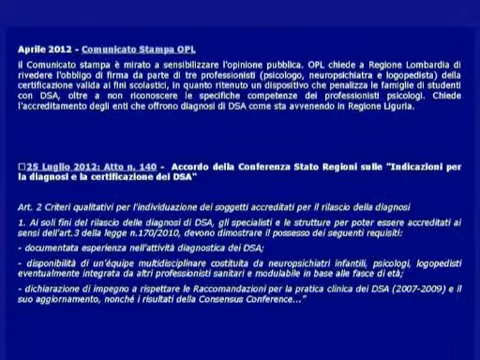 Aprile 2012 - Comunicato Stampa OPL
il Comunicato stampa è mirato a sensibilizzare l'opinione pubblica. OPL chiede a Regione Lombardia di
rivedere l'obbligo di firma da parte di tre professionisti (psicologo, neuropsichiatra e logopedista) della
certificazione valida ai fini scolastici, in quanto ritenuto un dispositivo che penalizza le famiglie di studenti
con DSA, oltre a non riconoscere le specifiche competenze dei professionisti psicologi. Chiede
l'accreditamento degli enti che offrono diagnosi di DSA come sta avvenendo in Regione Liguria.
□25 Luglio 2012: Atto n. 140 - Accordo della Conferenza Stato Regioni sulle "Indicazioni per
la diagnosi e la certificazione dei DSA"
Art. 2 Criteri qualitativi per l'individuazione dei soggetti accreditati per il rilascio della diagnosi
1. Ai soli fini del rilascio delle diagnosi di DSA, gli specialisti e le strutture per poter essere accreditati ai
sensi dell'art.3 della legge n.170/2010, devono dimostrare il possesso dei seguenti requisiti:
- documentata esperienza nell'attività diagnostica dei DSA;
- disponibilità di un'équipe multidisciplinare costituita da neuropsichiatri infantili, psicologi, logopedisti
eventualmente integrata da altri professionisti sanitari e modulabile in base alle fasce di età;
- dichiarazione di impegno a rispettare le Raccomandazioni per la pratica clinica dei DSA (2007-2009) e il
suo aggiornamento, nonché i risultati della Consensus Conference..."